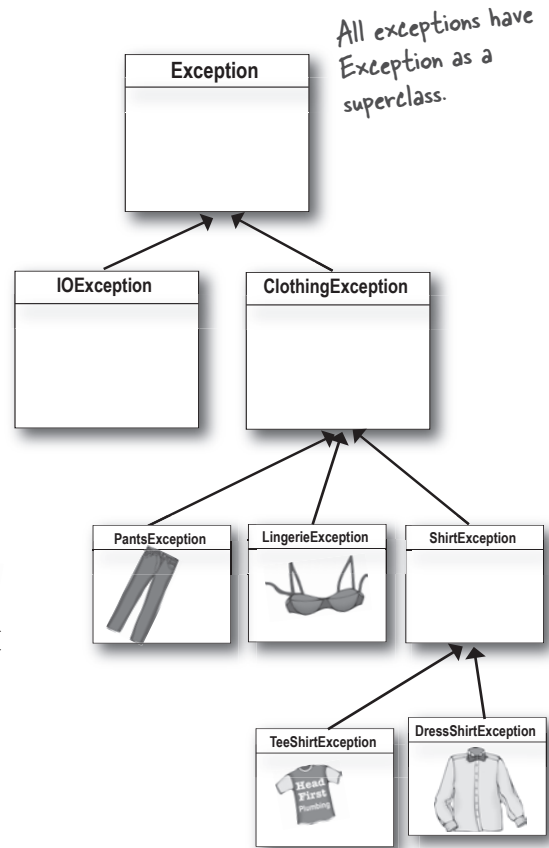 All exceptions have
Exception as a
superclass.
Exception
IOException
ClothingException
PantsException
LingerieException
ShirtException
TeeShirtException
DressShirtException
Head
First
Plumbing